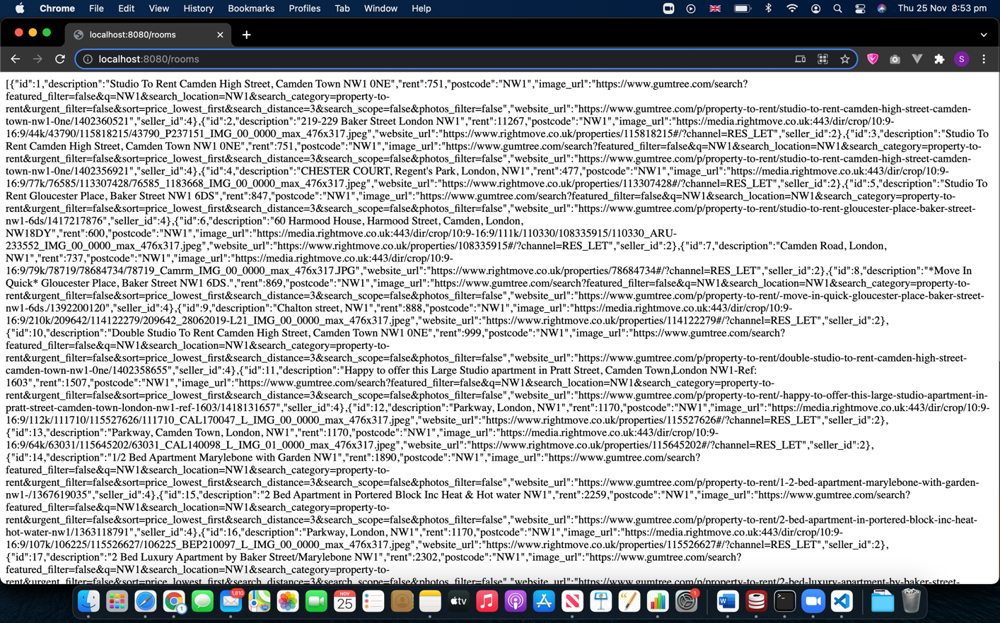 Chrome File Edit View History Bookmarks Profiles Tab Window Help Thu 25 Nov 8:53 pm
localhost:8080/rooms
localhost:8080/rooms S
[{"id":1,"description":"Studio To Rent Camden High Street, Camden Town NW1 0NE","rent":751,"postcode":"NW1","image_url":"https://www.gumtree.com/search?
featured_filter=false&q=NW1&search_location=NW1&search_category=property-to-
rent&urgent_filter=false&sort=price_lowest_first&search_distance=3&search_scope=false&photos_filter=false","website_url":"https://www.gumtree.com/p/property-to-rent/studio-to-rent-camden-high-street-camden-
town-nw1-0ne/1402360521","seller_id":4},{"id":2,"description":"219-229 Baker Street London NW1","rent":11267,"postcode":"NW1","image_url":"https://media.rightmove.co.uk:443/dir/crop/10:9-
16:9/44k/43790/115818215/43790_P237151_IMG_00_0000_max_476x317.jpeg","website_url":"https://www.rightmove.co.uk/properties/115818215#/?channel=RES_LET","seller_id":2},{"id":3,"description":"Studio To
Rent Camden High Street, Camden Town NW1 0NE","rent":751,"postcode":"NW1","image_url":"https://www.gumtree.com/search?featured_filter=false&q=NW1&search_location=NW1&search_category=property-to-
rent&urgent_filter=false&sort=price_lowest_first&search_distance=3&search_scope=false&photos_filter=false","website_url":"https://www.gumtree.com/p/property-to-rent/studio-to-rent-camden-high-street-camden-
town-nw1-0ne/1402356921","seller_id":4},{"id":4,"description":"CHESTER COURT, Regent's Park, London, NW1","rent":477,"postcode":"NW1","image_url":"https://media.rightmove.co.uk:443/dir/crop/10:9-
16:9/77k/76585/113307428/76585_1183668_IMG_00_0000_max_476x317.jpeg","website_url":"https://www.rightmove.co.uk/properties/113307428#/?channel=RES_LET","seller_id":2},{"id":5,"description":"Studio To
Rent Gloucester Place, Baker Street NW1 6DS","rent":847,"postcode":"NW1","image_url":"https://www.gumtree.com/search?featured_filter=false&q=NW1&search_location=NW1&search_category=property-to-
rent&urgent_filter=false&sort=price_lowest_first&search_distance=3&search_scope=false&photos_filter=false","website_url":"https://www.gumtree.com/p/property-to-rent/studio-to-rent-gloucester-place-baker-street-
nw1-6ds/1417217876","seller_id":4},{"id":6,"description":"60 Harmood House, Harmood Street, Camden, London,
NW18DY","rent":600,"postcode":"NW1","image_url":"https://media.rightmove.co.uk:443/dir/crop/10:9-16:9/111k/110330/108335915/110330_ARU-
233552_IMG_00_0000_max_476x317.jpeg","website_url":"https://www.rightmove.co.uk/properties/108335915#/?channel=RES_LET","seller_id":2},{"id":7,"description":"Camden Road, London,
NW1","rent":737,"postcode":"NW1","image_url":"https://media.rightmove.co.uk:443/dir/crop/10:9-
16:9/79k/78719/78684734/78719_Camrm_IMG_00_0000_max_476x317.JPG","website_url":"https://www.rightmove.co.uk/properties/78684734#/?channel=RES_LET","seller_id":2},{"id":8,"description":"*Move In
Quick* Gloucester Place, Baker Street NW1 6DS.","rent":869,"postcode":"NW1","image_url":"https://www.gumtree.com/search?featured_filter=false&q=NW1&search_location=NW1&search_category=property-to-
rent&urgent_filter=false&sort=price_lowest_first&search_distance=3&search_scope=false&photos_filter=false","website_url":"https://www.gumtree.com/p/property-to-rent/-move-in-quick-gloucester-place-baker-street-
nw1-6ds./1392200120","seller_id":4},{"id":9,"description":"Chalton street, NW1","rent":888,"postcode":"NW1","image_url":"https://media.rightmove.co.uk:443/dir/crop/10:9-
16:9/210k/209642/114122279/209642_28062019-L21_IMG_00_0000_max_476x317.jpeg","website_url":"https://www.rightmove.co.uk/properties/114122279#/?channel=RES_LET","seller_id":2},
{"id":10,"description":"Double Studio To Rent Camden High Street, Camden Town NW1 0NE","rent":999,"postcode":"NW1","image_url":"https://www.gumtree.com/search?
featured_filter=false&q=NW1&search_location=NW1&search_category=property-to-
rent&urgent_filter=false&sort=price_lowest_first&search_distance=3&search_scope=false&photos_filter=false","website_url":"https://www.gumtree.com/p/property-to-rent/double-studio-to-rent-camden-high-street-
camden-town-nw1-0ne/1402358655","seller_id":4},{"id":11,"description":"Happy to offer this Large Studio apartment in Pratt Street, Camden Town,London NW1-Ref:
1603","rent":1507,"postcode":"NW1","image_url":"https://www.gumtree.com/search?featured_filter=false&q=NW1&search_location=NW1&search_category=property-to-
rent&urgent_filter=false&sort=price_lowest_first&search_distance=3&search_scope=false&photos_filter=false","website_url":"https://www.gumtree.com/p/property-to-rent/-happy-to-offer-this-large-studio-apartment-in-
pratt-street-camden-town-london-nw1-ref-1603/1418131657","seller_id":4},{"id":12,"description":"Parkway, London, NW1","rent":1170,"postcode":"NW1","image_url":"https://media.rightmove.co.uk:443/dir/crop/10:9-
16:9/112k/111710/115527626/111710_CAL170047_L_IMG_00_0000_max_476x317.jpeg","website_url":"https://www.rightmove.co.uk/properties/115527626#/?channel=RES_LET","seller_id":2},
{"id":13,"description":"Parkway, Camden Town, London, NW1","rent":1170,"postcode":"NW1","image_url":"https://media.rightmove.co.uk:443/dir/crop/10:9-
16:9/64k/63031/115645202/63031_CAL140098_L_IMG_01_0000_max_476x317.jpeg","website_url":"https://www.rightmove.co.uk/properties/115645202#/?channel=RES_LET","seller_id":2},
{"id":14,"description":"1/2 Bed Apartment Marylebone with Garden NW1","rent":1890,"postcode":"NW1","image_url":"https://www.gumtree.com/search?
featured_filter=false&q=NW1&search_location=NW1&search_category=property-to-
rent&urgent_filter=false&sort=price_lowest_first&search_distance=3&search_scope=false&photos_filter=false","website_url":"https://www.gumtree.com/p/property-to-rent/1-2-bed-apartment-marylebone-with-garden-
nw1-/1367619035","seller_id":4},{"id":15,"description":"2 Bed Apartment in Portered Block Inc Heat & Hot water NW1","rent":2259,"postcode":"NW1","image_url":"https://www.gumtree.com/search?
featured_filter=false&q=NW1&search_location=NW1&search_category=property-to-
rent&urgent_filter=false&sort=price_lowest_first&search_distance=3&search_scope=false&photos_filter=false","website_url":"https://www.gumtree.com/p/property-to-rent/2-bed-apartment-in-portered-block-inc-heat-
hot-water-nw1/1363118791","seller_id":4},{"id":16,"description":"Parkway, London, NW1","rent":1170,"postcode":"NW1","image_url":"https://media.rightmove.co.uk:443/dir/crop/10:9-
16:9/107k/106225/115526627/106225_BEP210097_L_IMG_00_0000_max_476x317.jpeg","website_url":"https://www.rightmove.co.uk/properties/115526627#/?channel=RES_LET","seller_id":2},
{"id":17,"description":"2 Bed Luxury Apartment by Baker Street/Marylebone NW1","rent":2302,"postcode":"NW1","image_url":"https://www.gumtree.com/search?
featured_filter=false&q=NW1&search_location=NW1&search_category=property-to-
rent&urgent_filter=false&sort=price_lowest_first&search_distance=3&search_scope=false&photos_filter=false","website_url":"https://www.gumtree.com/p/property-to-rent/2-bed-luxury-apartment-by-baker-street-
1 1,810 NOV 25 tv 1 W